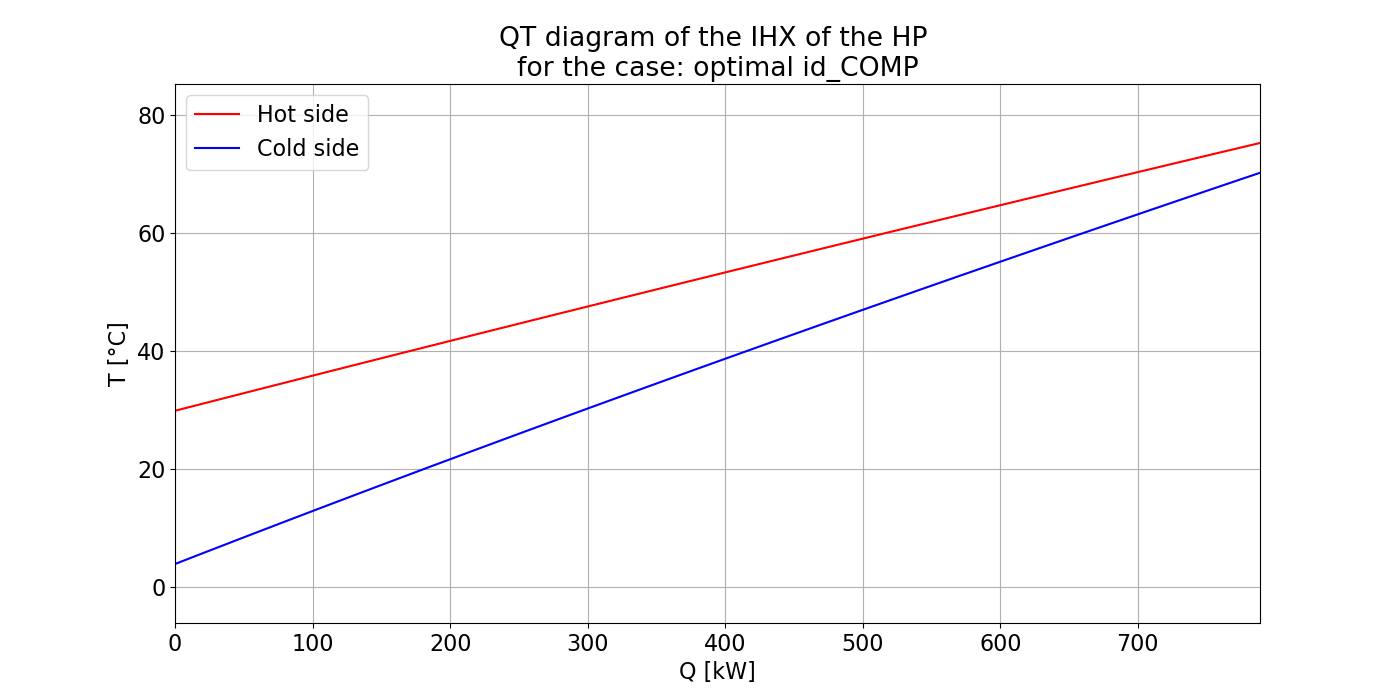 QT diagram of the IHX of the HP
for the case: optimal id_COMP
Hot side
Cold side
80
60
40
20
0
T [°C]
0 100 200 300 400 500 600 700
Q [kW]